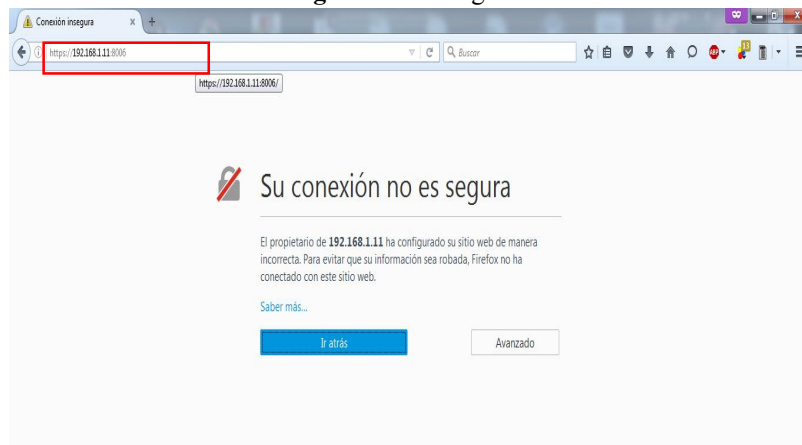 Conexión insegura
https://192.168.1.11:8006
Buscar
https://192.168.1.11:8006/
Su conexión no es segura
El propietario de 192.168.1.11 ha configurado su sitio web de manera
incorrecta. Para evitar que su información sea robada, Firefox no ha
conectado con este sitio web.
Saber más...
Ir atrás
Avanzado